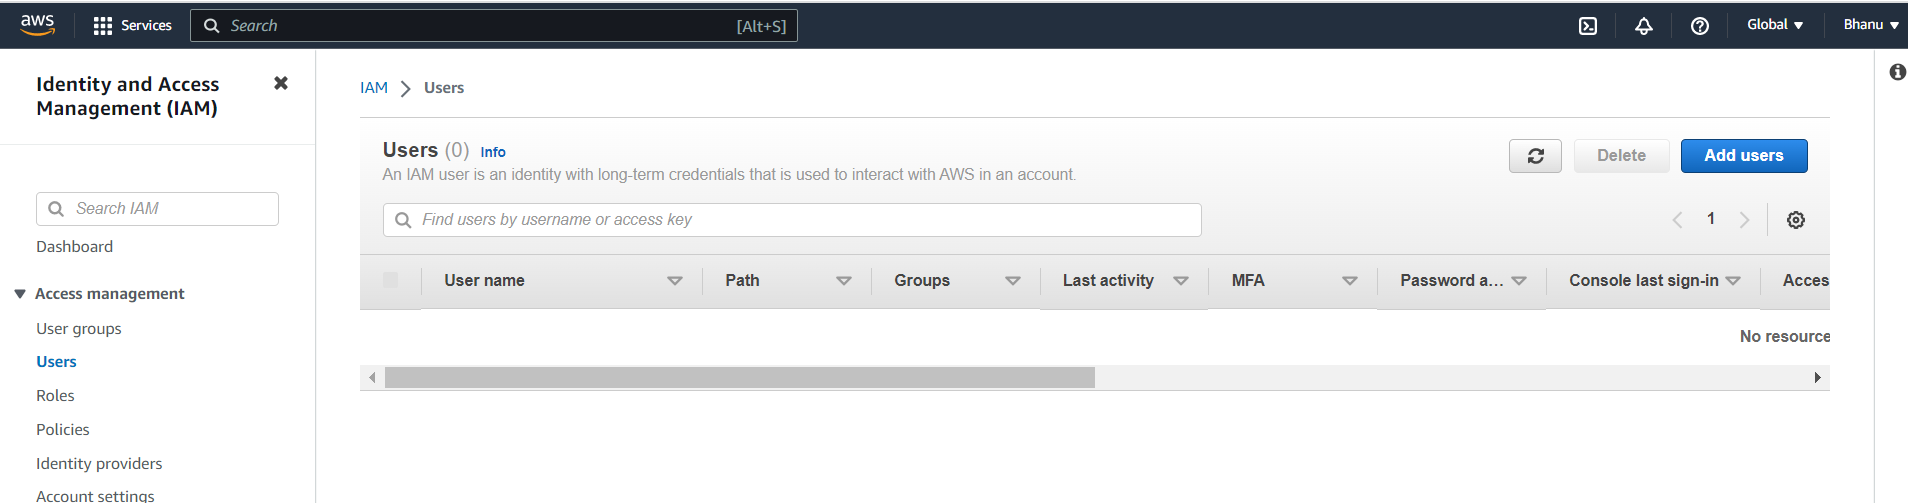 aws
Services
Search
[Alt+S]
Global
Bhanu
Identity and Access
Management (IAM)
Search IAM
Dashboard
Access management
User groups
Users
Roles
Policies
Identity providers
Account settings
IAM > Users
Users (0) Info
An IAM user is an identity with long-term credentials that is used to interact with AWS in an account.
Delete
Add users
Find users by username or access key
1
User name Path Groups Last activity MFA Password a... Console last sign-in Acces
No resource